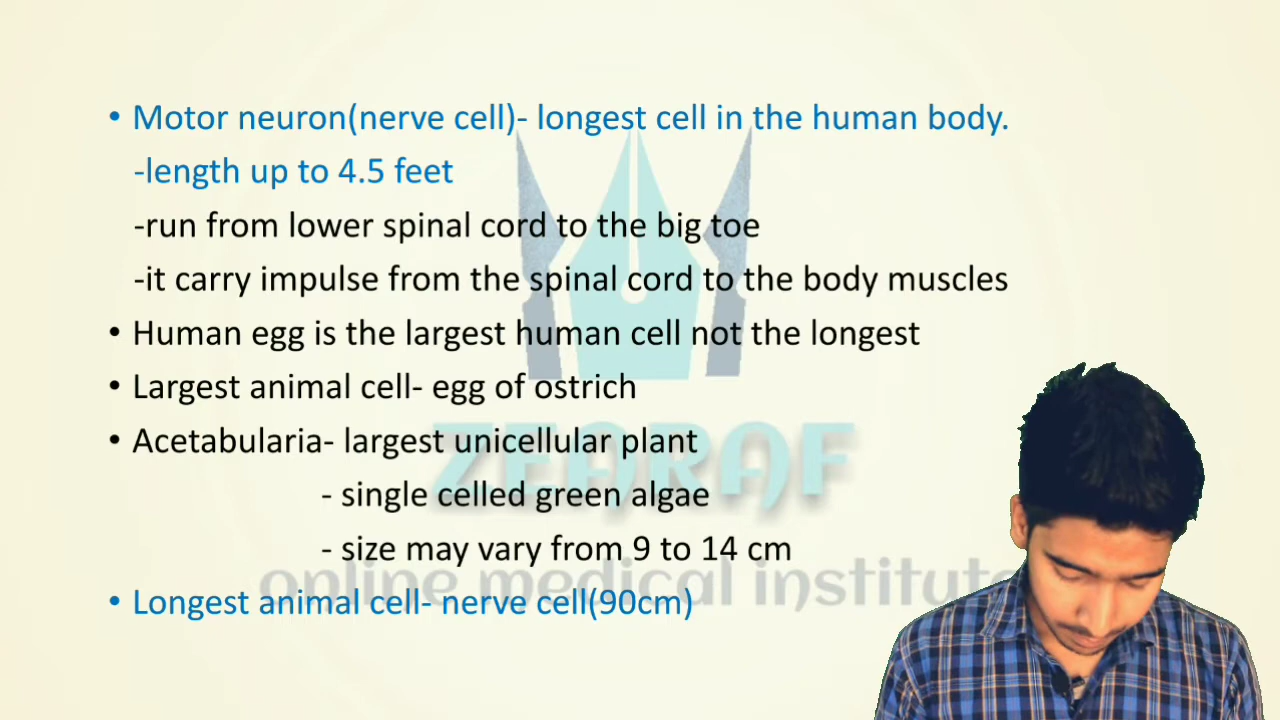 • Motor neuron(nerve cell)- longest cell in the human body.
-length up to 4.5 feet
-run from lower spinal cord to the big toe
-it carry impulse from the spinal cord to the body muscles
• Human egg is the largest human cell not the longest
• Largest animal cell- egg of ostrich
• Acetabularia- largest unicellular plant
ZEARAF
- single celled green algae
- size may vary from 9 to 14 cm
online medical institute
• Longest animal cell- nerve cell(90cm)